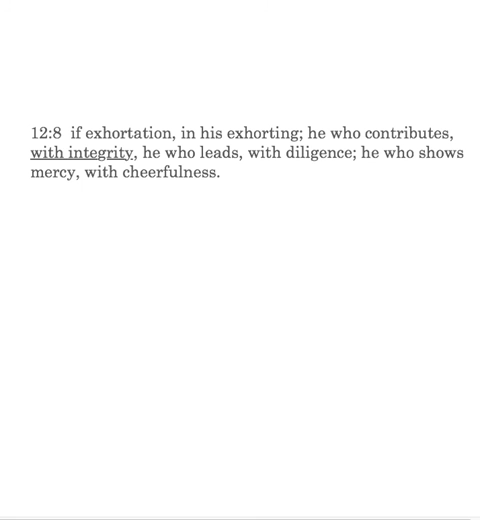 12:8 if exhortation, in his exhorting; he who contributes,
with integrity, he who leads, with diligence; he who shows
mercy, with cheerfulness.